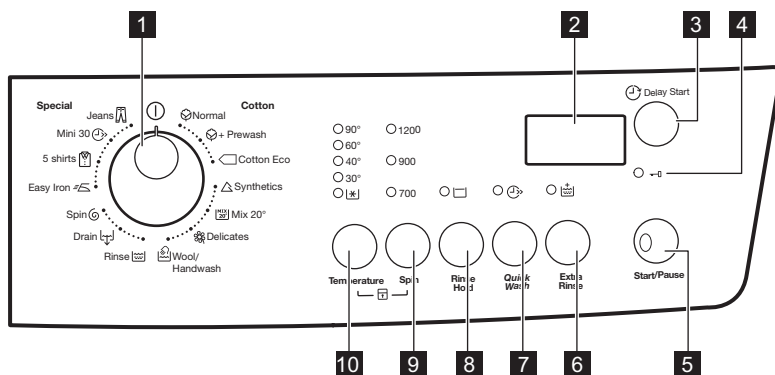 1
2
3
4
Special
Cotton
Jeans
Normal
Mini 30
+ Prewash
5 shirts
Cotton Eco
Easy Iron
Synthetics
Spin
MIX 20°
Mix 20°
Drain
Delicates
Rinse
Wool/
Handwash
90°
1200
60°
40°
900
30°
700
Delay Start
Temperature
Spin
Rinse
Hold
Quick
Wash
Extra
Rinse
Start/Pause
10
9
8
7
6
5